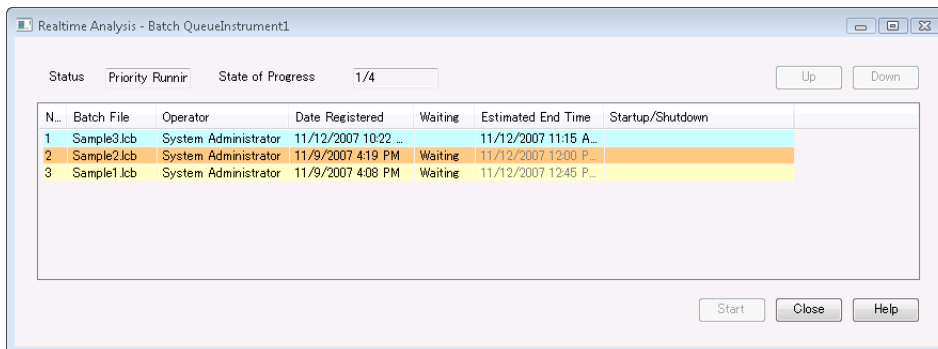 Realtime Analysis - Batch QueueInstrument1
Status Priority Runnir State of Progress 1/4 Up Down
N... Batch File Operator Date Registered Waiting Estimated End Time Startup/Shutdown
1 Sample3.lcb System Administrator 11/12/2007 10:22 ... 11/12/2007 11:15 A...
2 Sample2.lcb System Administrator 11/9/2007 4:19 PM Waiting 11/12/2007 12:00 P...
3 Sample1.lcb System Administrator 11/9/2007 4:08 PM Waiting 11/12/2007 12:45 P...
Start Close Help